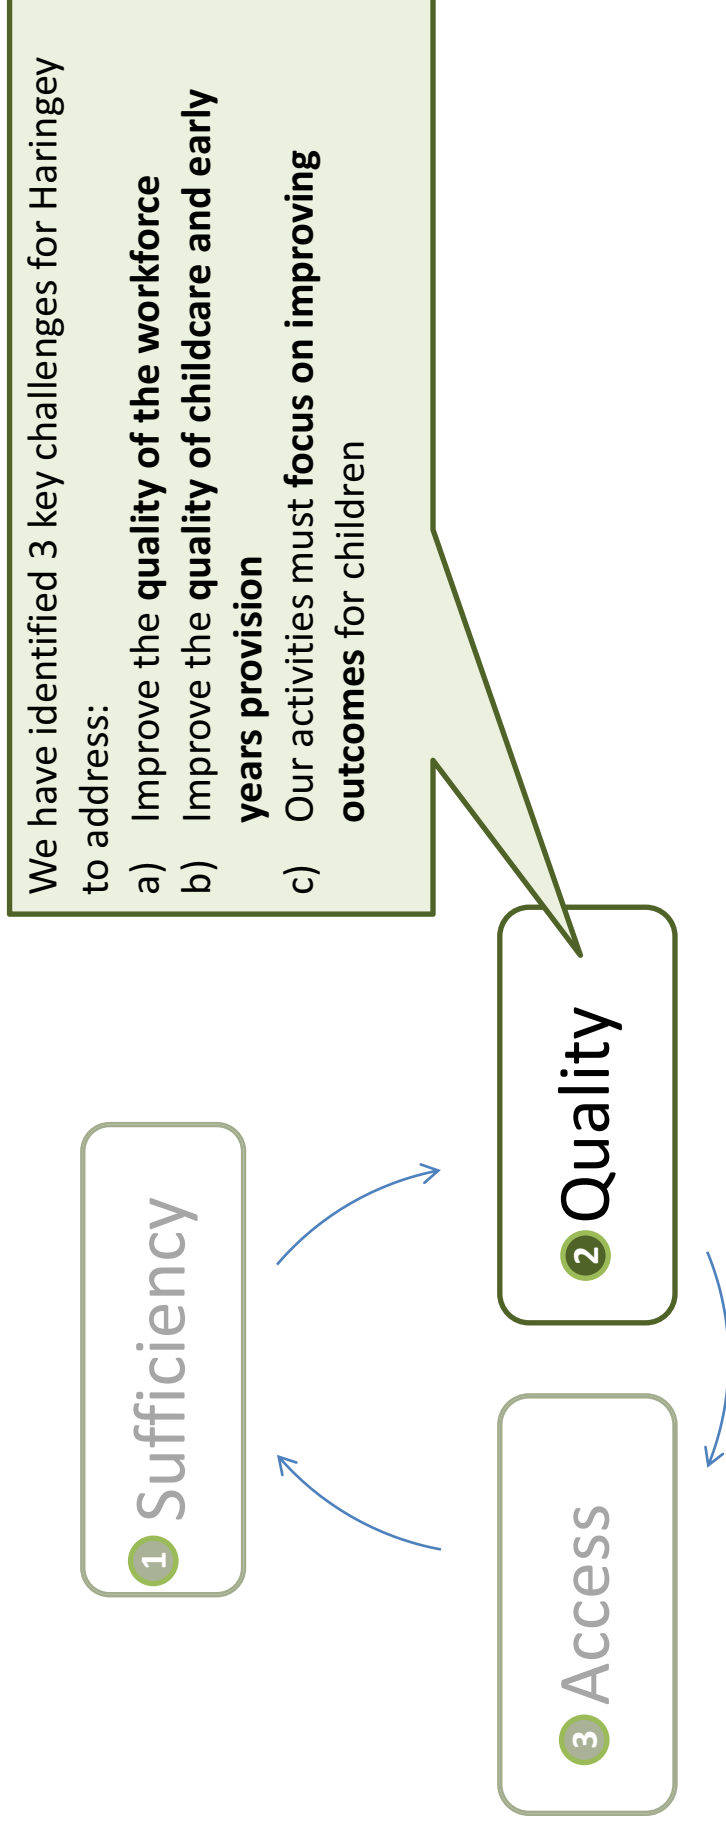 We have identified 3 key challenges for Haringey
to address:
a) Improve the quality of the workforce
b) Improve the quality of childcare and early
years provision
c) Our activities must focus on improving
outcomes for children
1 Sufficiency
2 Quality
3 Access